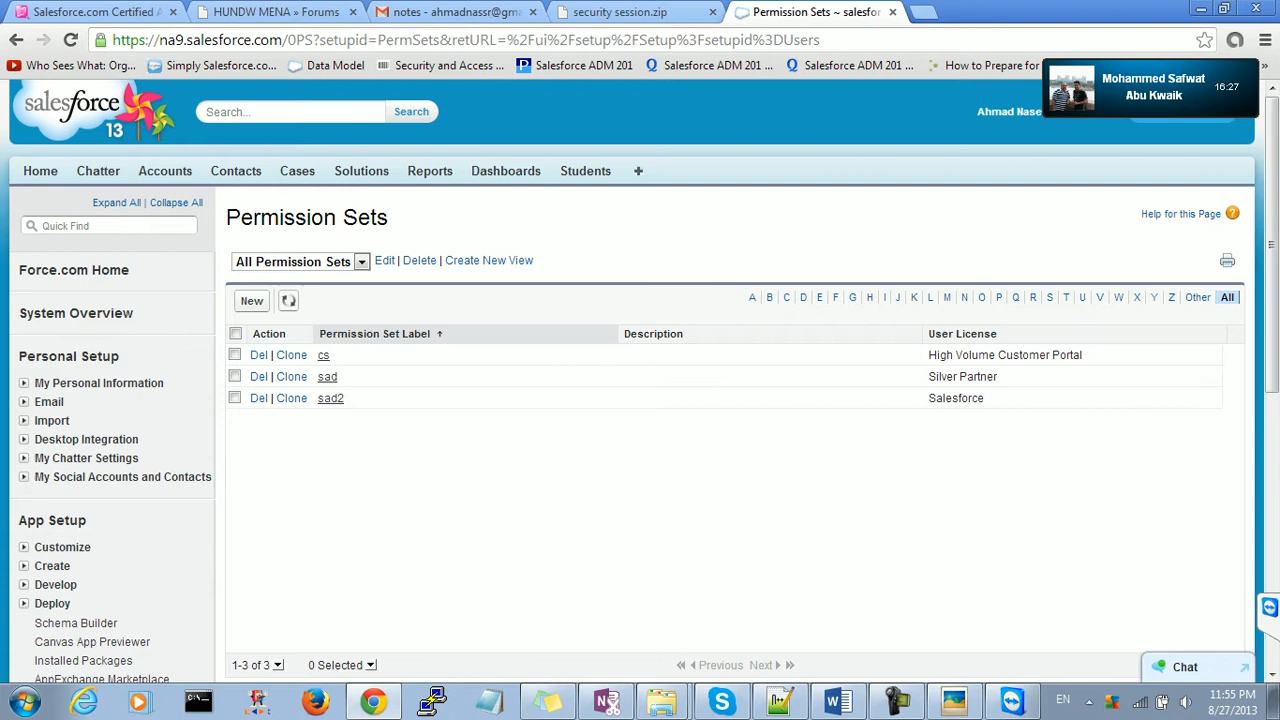 Salesforce.com Certified A
HUNDW MENA » Forums
notes - ahmadnassr@gma
security session.zip
Permission Sets ~ salesfor
https://na9.salesforce.com/0PS?setupid=PermSets&retURL=%2Fui%2Fsetup%2FSetup%3Fsetupid%3DUsers
Who Sees What: Org...
Simply Salesforce.co...
Data Model
Security and Access ...
Salesforce ADM 201
Salesforce ADM 201 ...
Salesforce ADM 201 ...
How to Prepare for
»
Mohammed Safwat
Abu Kwaik
16:27
salesforce
13
Search...
Search
Ahmad Nase
Home
Chatter
Accounts
Contacts
Cases
Solutions
Reports
Dashboards
Students
+
Expand All | Collapse All
Quick Find
Force.com Home
System Overview
Personal Setup
My Personal Information
Email
Import
Desktop Integration
My Chatter Settings
My Social Accounts and Contacts
App Setup
Customize
Create
Develop
Deploy
Schema Builder
Canvas App Previewer
Installed Packages
AppExchange Marketplace
Permission Sets
Help for this Page ?
All Permission Sets
Edit | Delete | Create New View
New
A | B | C | D | E | F | G | H | I | J | K | L | M | N | O | P | Q | R | S | T | U | V | W | X | Y | Z | Other | All
Action Permission Set Label ↑ Description User License
Del | Clone cs High Volume Customer Portal
Del | Clone sad Silver Partner
Del | Clone sad2 Salesforce
1-3 of 3
0 Selected
Previous Next
Chat
EN
11:55 PM
8/27/2013